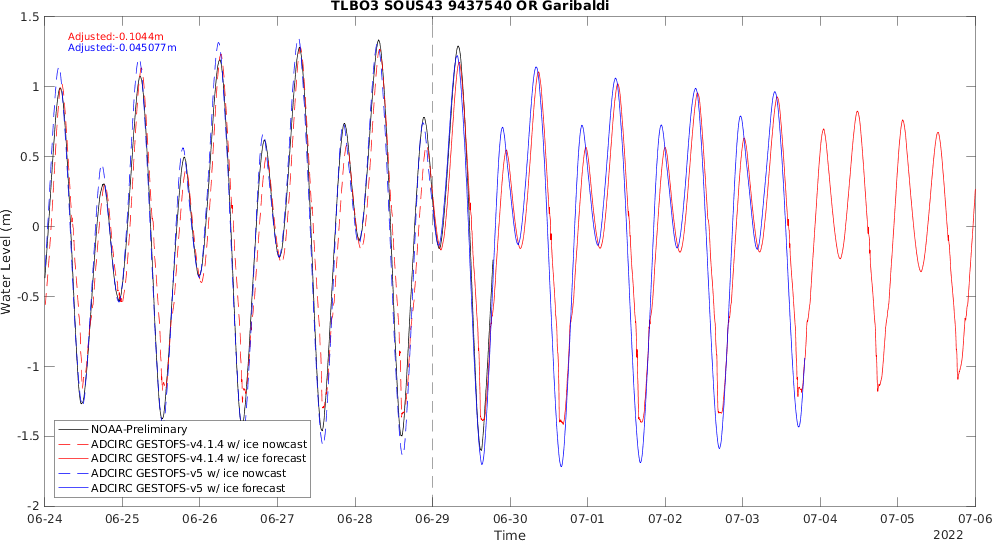 TLBO3 SOUS43 9437540 OR Garibaldi
Adjusted:-0.1044m
Adjusted:-0.045077m
Water Level (m)
1.5
1
0.5
0
-0.5
-1
-1.5
-2
NOAA-Preliminary
ADCIRC GESTOFS-v4.1.4 w/ ice nowcast
ADCIRC GESTOFS-v4.1.4 w/ ice forecast
ADCIRC GESTOFS-v5 w/ ice nowcast
ADCIRC GESTOFS-v5 w/ ice forecast
06-24 06-25 06-26 06-27 06-28 06-29 06-30 07-01 07-02 07-03 07-04 07-05 07-06
Time
2022